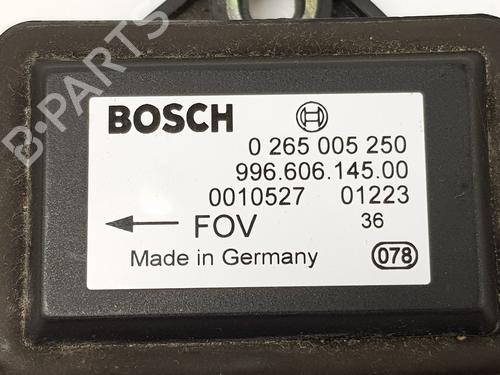 BOSCH
0 265 005 250
996.606.145.00
0010527 01223
FOV 36
Made in Germany 078
B-PARTS